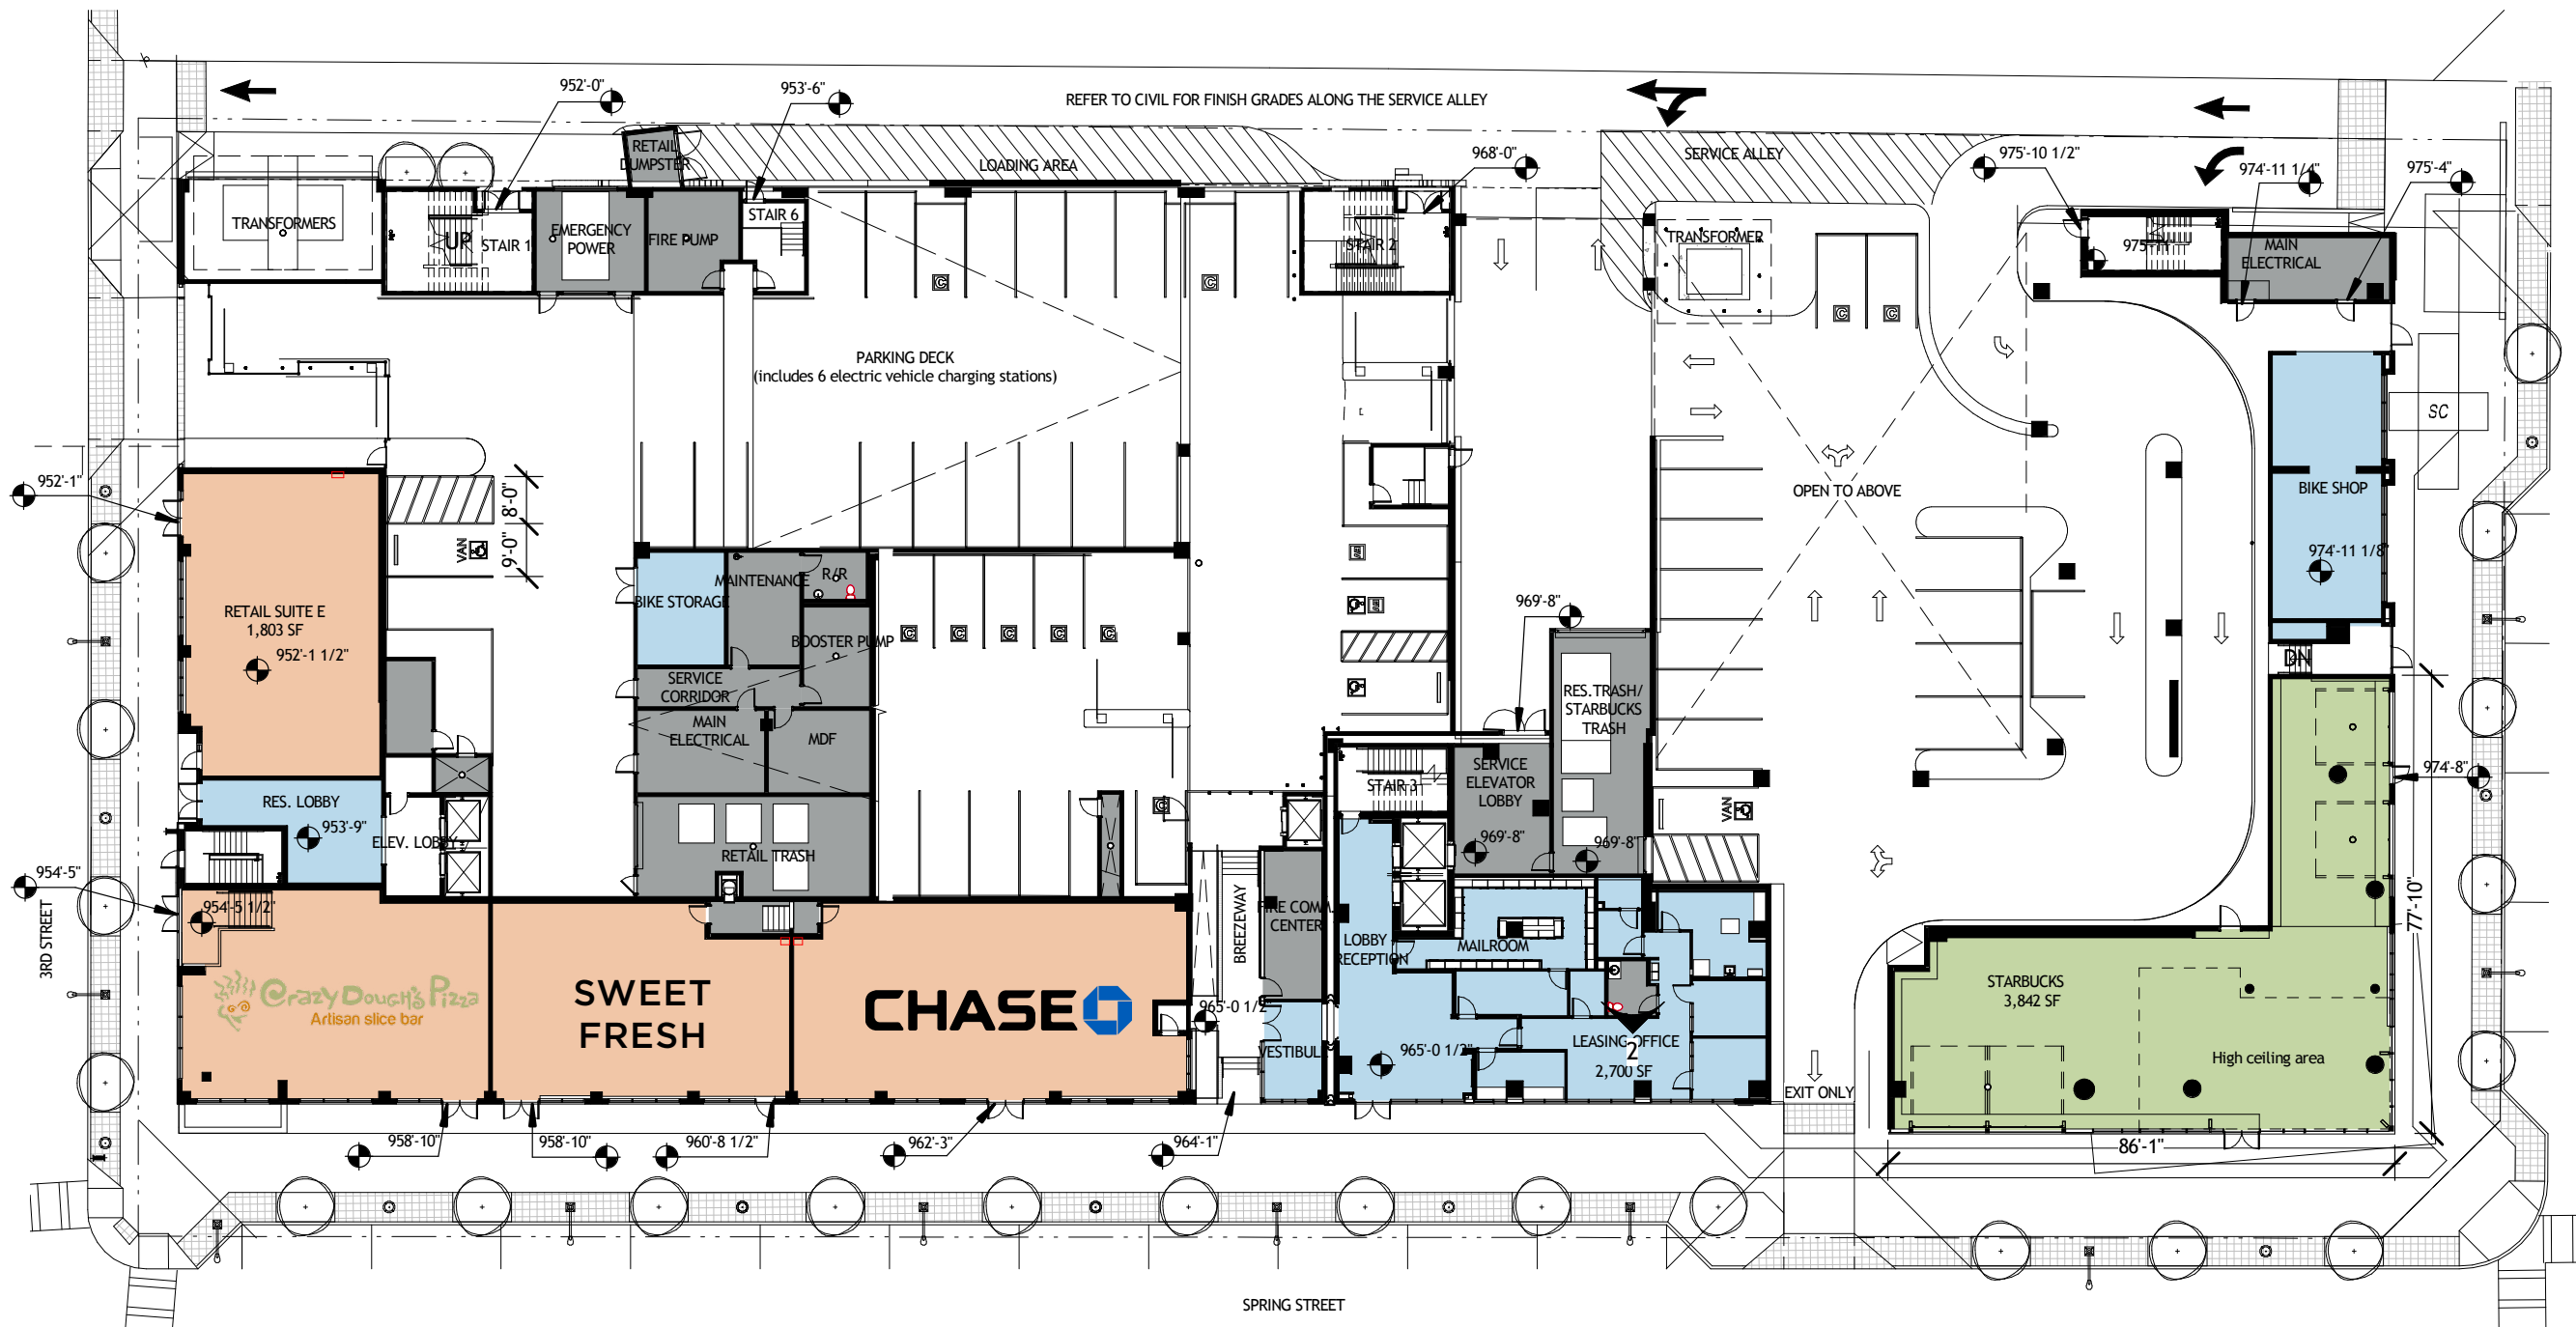 952'-0"
953'-6"
REFER TO CIVIL FOR FINISH GRADES ALONG THE SERVICE ALLEY
RETAIL
DUMPSTER
LOADING AREA
968'-0"
SERVICE ALLEY
975'-10 1/2"
974'-11 1/4"
975'-4"
TRANSFORMERS
UP
STAIR 1
EMERGENCY
POWER
FIRE PUMP
STAIR 6
STAIR 2
TRANSFORMER
MAIN
ELECTRICAL
C
C
C
C
PARKING DECK
(includes 6 electric vehicle charging stations)
SC
952'-1"
8'-0"
9'-0"
VAN
OPEN TO ABOVE
BIKE SHOP
974'-11 1/8"
RETAIL SUITE E
1,803 SF
952'-1 1/2"
BIKE STORAGE
MAINTENANCE
R/R
BOOSTER PUMP
C
C
C
C
C
969'-8"
SERVICE
CORRIDOR
MAIN
ELECTRICAL
MDF
RES.TRASH/
STARBUCKS
TRASH
DN
SERVICE
ELEVATOR
LOBBY
STAIR 3
974'-8"
RES. LOBBY
953'-9"
ELEV. LOBBY
RETAIL TRASH
C
VAN
969'-8"
969'-8"
954'-5"
954'-5 1/2"
3RD STREET
BREEZEWAY
FIRE COMM.
CENTER
LOBBY
RECEPTION
MAILROOM
77'-10"
Crazy Dough's Pizza
Artisan slice bar
SWEET
FRESH
CHASE
965'-0 1/2"
VESTIBULE
965'-0 1/2"
LEASING OFFICE
2
2,700 SF
EXIT ONLY
STARBUCKS
3,842 SF
High ceiling area
958'-10"
958'-10"
960'-8 1/2"
962'-3"
964'-1"
86'-1"
SPRING STREET